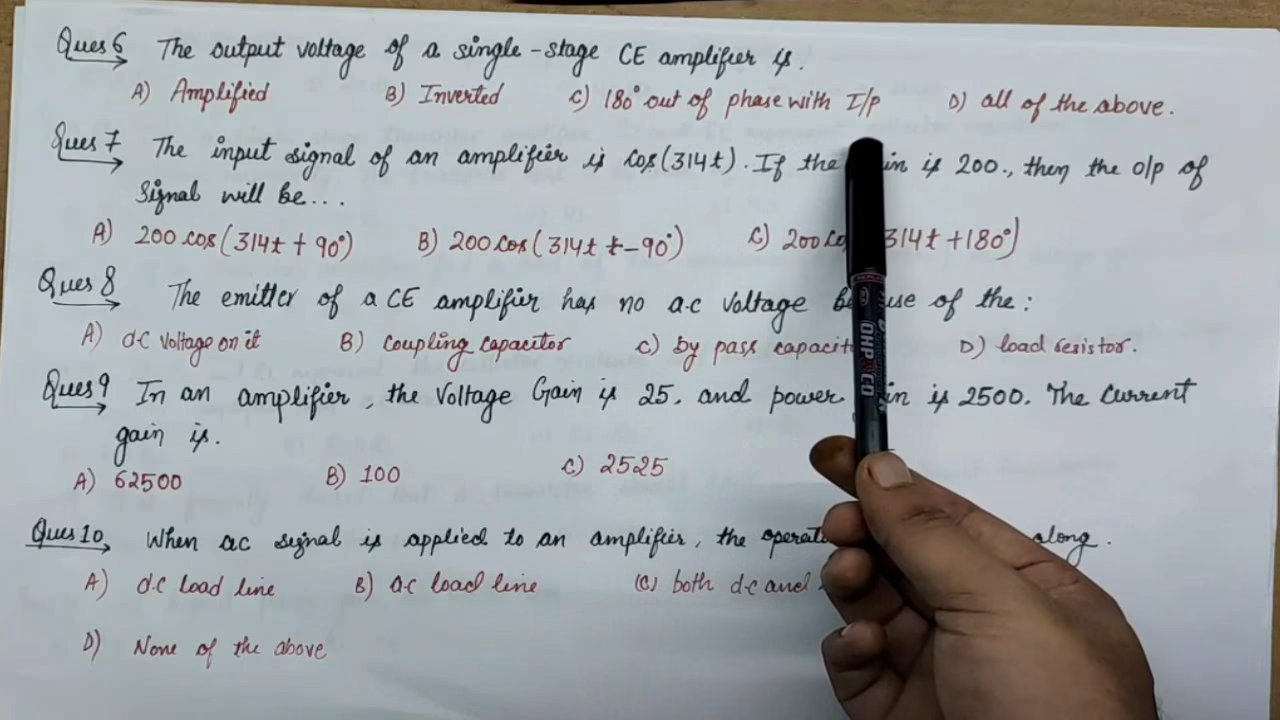 Ques 6 The output voltage of a single-stage CE amplifier is.
A) Amplified B) Inverted C) 180° out of phase with I/p D) all of the above.
Ques 7 The input signal of an amplifier is cos(314t). If the in is 200., then the o/p of
Signal will be...
A) 200 cos(314t + 90°) B) 200 cos(314t - 90°) C) 200 co 314t +180°)
Ques 8 The emitter of a CE amplifier has no a.c voltage be use of the:
A) d.c voltage on it B) coupling capacitor C) by pass capacit D) load resistor.
Ques 9 In an amplifier, the Voltage Gain is 25, and power in is 2500. The current
gain is.
A) 62500 B) 100 C) 2525
Ques 10 When ac signal is applied to an amplifier, the operat along.
A) d.c load line B) a.c load line (C) both d.c and
D) None of the above
OHP